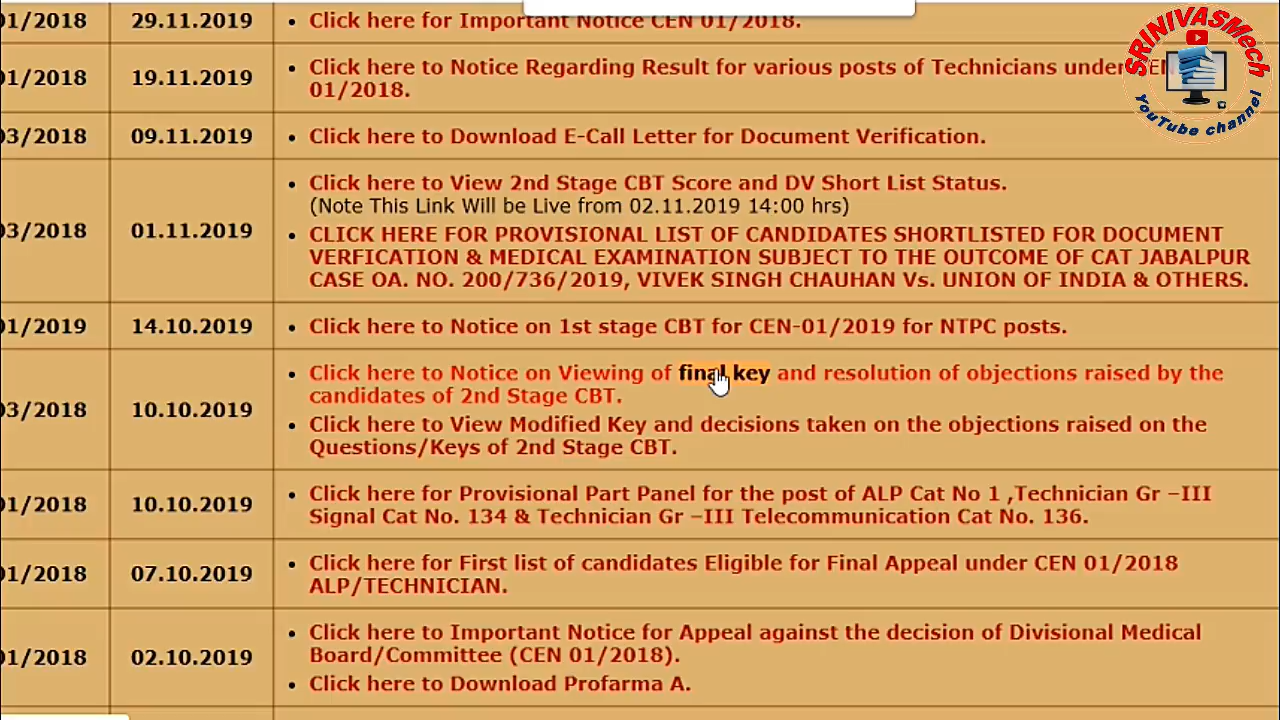 01/2018 29.11.2019 • Click here for Important Notice CEN 01/2018.
01/2018 19.11.2019 • Click here to Notice Regarding Result for various posts of Technicians under CEN
01/2018.
03/2018 09.11.2019 • Click here to Download E-Call Letter for Document Verification.
• Click here to View 2nd Stage CBT Score and DV Short List Status.
(Note This Link Will be Live from 02.11.2019 14:00 hrs)
03/2018 01.11.2019 • CLICK HERE FOR PROVISIONAL LIST OF CANDIDATES SHORTLISTED FOR DOCUMENT
VERFICATION & MEDICAL EXAMINATION SUBJECT TO THE OUTCOME OF CAT JABALPUR
CASE OA. NO. 200/736/2019, VIVEK SINGH CHAUHAN Vs. UNION OF INDIA & OTHERS.
01/2019 14.10.2019 • Click here to Notice on 1st stage CBT for CEN-01/2019 for NTPC posts.
• Click here to Notice on Viewing of final key and resolution of objections raised by the
candidates of 2nd Stage CBT.
03/2018 10.10.2019 • Click here to View Modified Key and decisions taken on the objections raised on the
Questions/Keys of 2nd Stage CBT.
01/2018 10.10.2019 • Click here for Provisional Part Panel for the post of ALP Cat No 1 ,Technician Gr –III
Signal Cat No. 134 & Technician Gr –III Telecommunication Cat No. 136.
01/2018 07.10.2019 • Click here for First list of candidates Eligible for Final Appeal under CEN 01/2018
ALP/TECHNICIAN.
01/2018 02.10.2019 • Click here to Important Notice for Appeal against the decision of Divisional Medical
Board/Committee (CEN 01/2018).
• Click here to Download Profarma A.
SRINIVASMech
YouTube channel